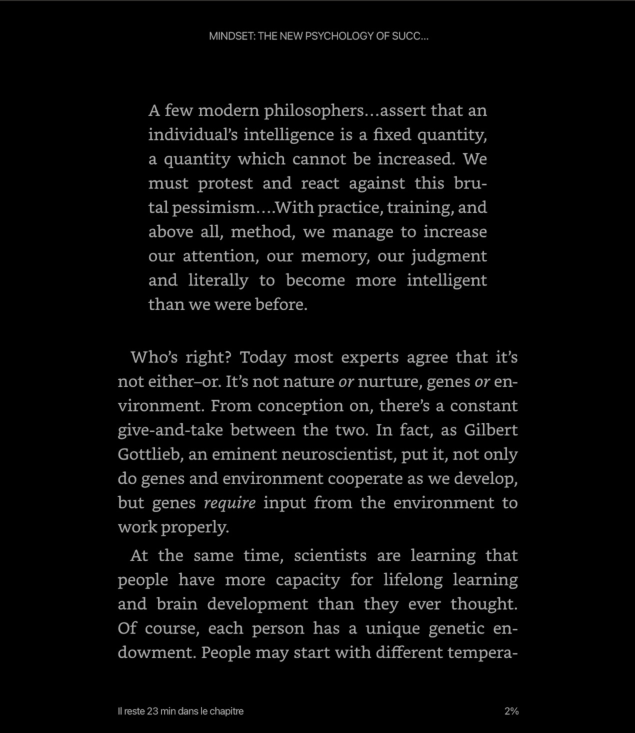 MINDSET: THE NEW PSYCHOLOGY OF SUCC...
A few modern philosophers…assert that an
individual’s intelligence is a fixed quantity,
a quantity which cannot be increased. We
must protest and react against this bru-
tal pessimism….With practice, training, and
above all, method, we manage to increase
our attention, our memory, our judgment
and literally to become more intelligent
than we were before.
Who’s right? Today most experts agree that it’s
not either–or. It’s not nature or nurture, genes or en-
vironment. From conception on, there’s a constant
give-and-take between the two. In fact, as Gilbert
Gottlieb, an eminent neuroscientist, put it, not only
do genes and environment cooperate as we develop,
but genes require input from the environment to
work properly.
At the same time, scientists are learning that
people have more capacity for lifelong learning
and brain development than they ever thought.
Of course, each person has a unique genetic en-
dowment. People may start with different tempera-
Il reste 23 min dans le chapitre 2%